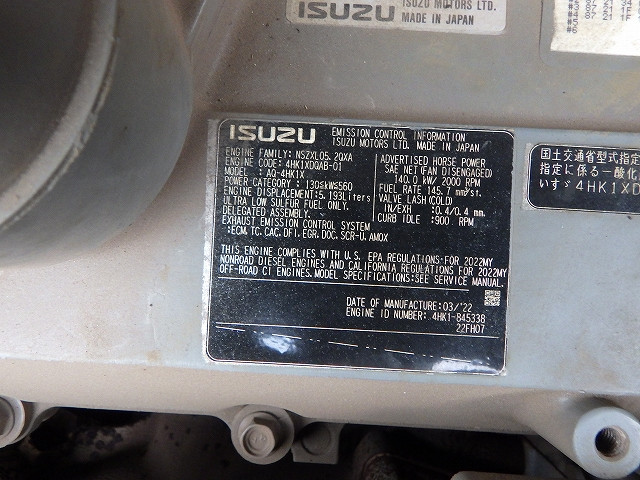 ISUZU ISUZU MOTORS LTD.
MADE IN JAPAN
ISUZU EMISSION CONTROL INFORMATION
ISUZU MOTORS LTD. MADE IN JAPAN
ENGINE FAMILY: NSZXL05.2QXA
ENGINE CODE: 4HK1XDQAB-01
MODEL: AQ-4HK1X
POWER CATEGORY : 130≦kW≦560
ENGINE DISPLACEMENT: 5.193Liters
ULTRA LOW SULFUR FUEL ONLY.
DELEGATED ASSEMBLY.
EXHAUST EMISSION CONTROL SYSTEM
:ECM, TC, CAC, DFI, EGR, DOC, SCR-U, AMOX
ADVERTISED HORSE POWER
SAE NET(FAN DISENGAGED)
140.0 kW/ 2000 RPM
FUEL RATE 145.7 mm³/st.
VALVE LASH(COLD)
IN/EXH :0.4/0.4 mm.
CURB IDLE :900 RPM
THIS ENGINE COMPLIES WITH U.S. EPA REGULATIONS FOR 2022MY
NONROAD DIESEL ENGINES AND CALIFORNIA REGULATIONS FOR 2022MY
OFF-ROAD CI ENGINES. MODEL SPECIFICATIONS:SEE SERVICE MANUAL.
DATE OF MANUFACTURE:03/'22
ENGINE ID NUMBER: 4HK1-845338
22FH07
国土交通省型式指定
指定に係る一酸化
いすゞ4HK1XD